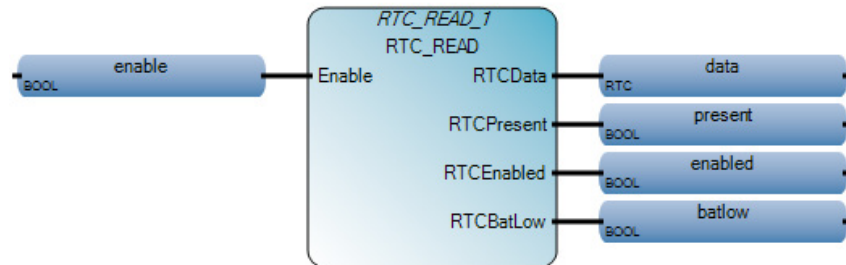 RTC_READ_1
RTC_READ
enable
BOOL
Enable
RTCData
data
RTC
RTCPresent
present
BOOL
RTCEnabled
enabled
BOOL
RTCBatLow
batlow
BOOL